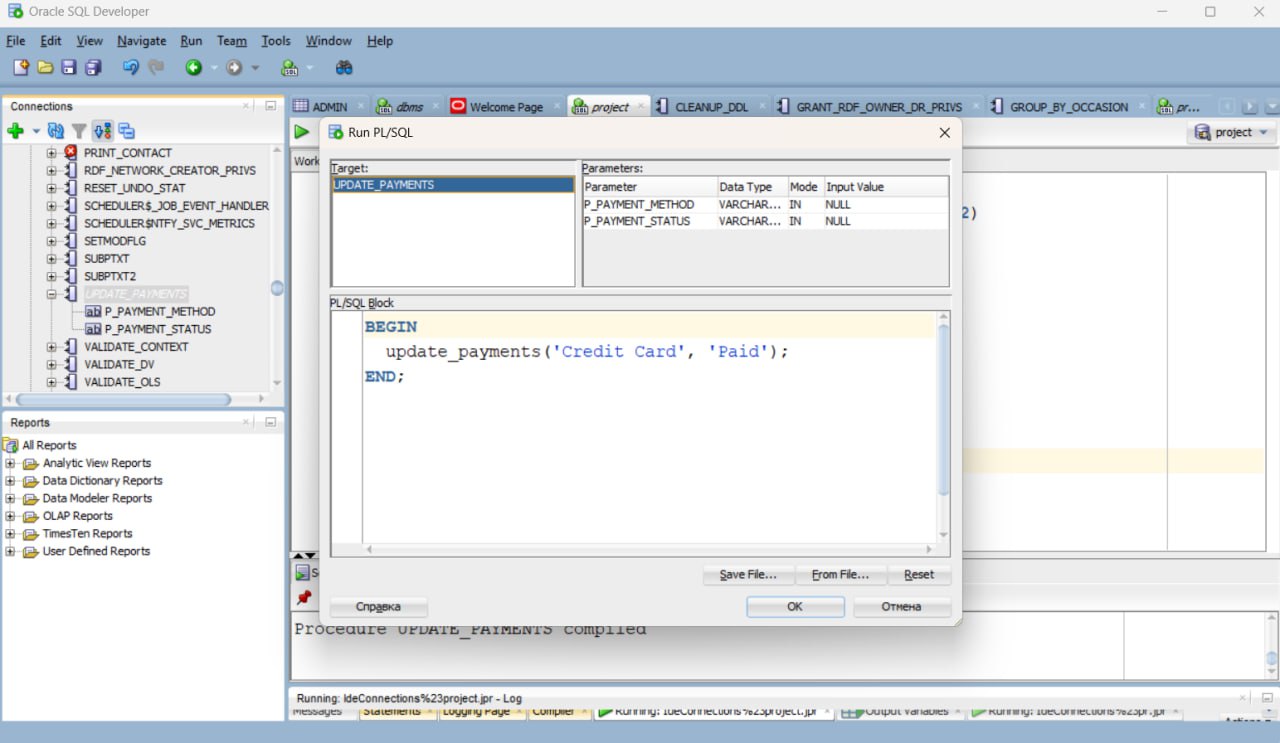 Oracle SQL Developer
File Edit View Navigate Run Team Tools Window Help
Connections
PRINT_CONTACT
RDF_NETWORK_CREATOR_PRIVS
RESET_UNDO_STAT
SCHEDULER$_JOB_EVENT_HANDLER
SCHEDULER$NTFY_SVC_METRICS
SETMODFLG
SUBPTXT
SUBPTXT2
UPDATE_PAYMENTS
P_PAYMENT_METHOD
P_PAYMENT_STATUS
VALIDATE_CONTEXT
VALIDATE_DV
VALIDATE_OLS
Reports
All Reports
Analytic View Reports
Data Dictionary Reports
Data Modeler Reports
OLAP Reports
TimesTen Reports
User Defined Reports
ADMIN dbms Welcome Page project CLEANUP_DDL GRANT_RDF_OWNER_DR_PRIVS GROUP_BY_OCCASION pr...
project
Work
2)
Run PL/SQL
Target:
UPDATE_PAYMENTS
Parameters:
Parameter Data Type Mode Input Value
P_PAYMENT_METHOD VARCHAR... IN NULL
P_PAYMENT_STATUS VARCHAR... IN NULL
PL/SQL Block
BEGIN
update_payments('Credit Card', 'Paid');
END;
Save File... From File... Reset
Справка OK Отмена
Procedure UPDATE_PAYMENTS compiled
Running: IdeConnections%23project.jpr - Log
Messages Statements Logging Page Compiler Running: IdeConnections%23project.jpr Output Variables Running: IdeConnections%23pr.jpr